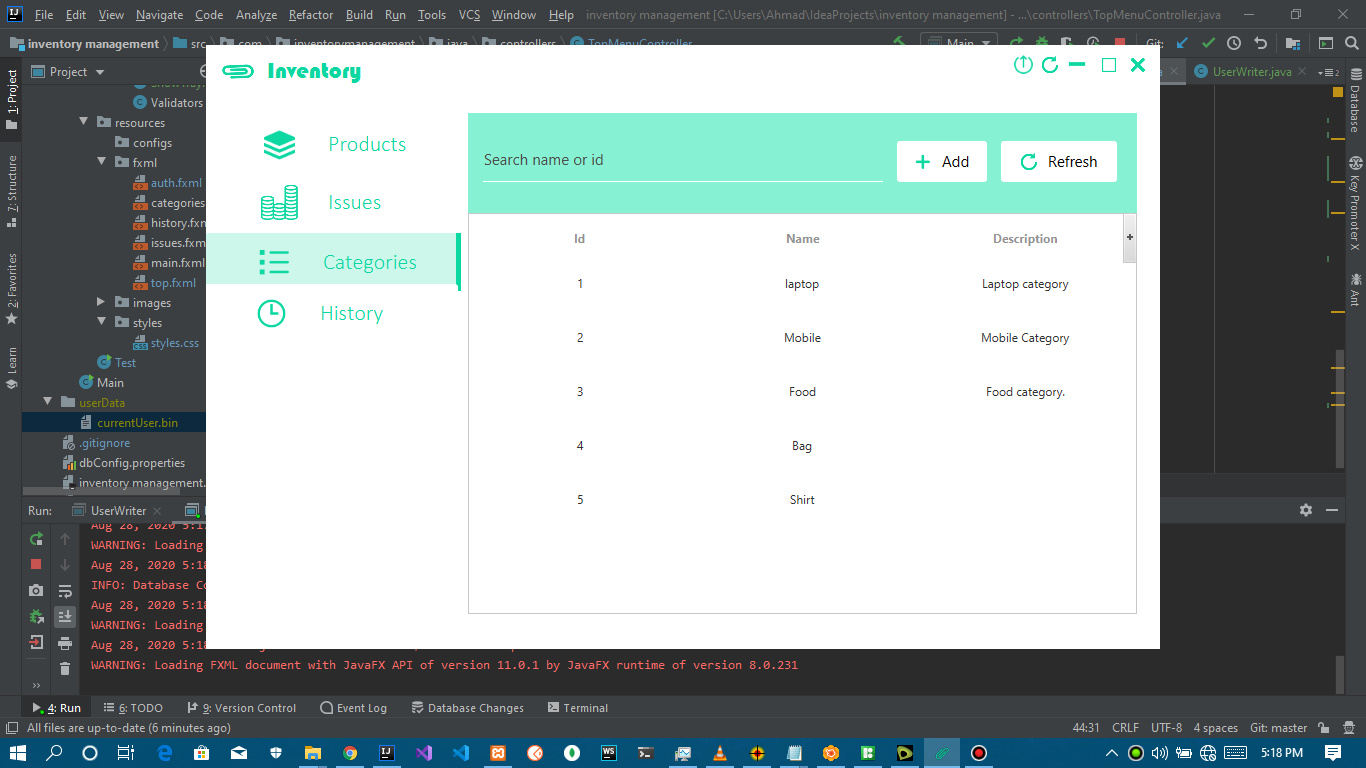 File Edit View Navigate Code Analyze Refactor Build Run Tools VCS Window Help inventory management [C:\Users\Ahmad\IdeaProjects\inventory management] - ...\controllers\TopMenuController.java
inventory management src com inventorymanagement java controllers TopMenuController Main Git:
Project
UserWriter.java
2
1: Project
7: Structure
2: Favorites
Learn
Validators
resources
configs
fxml
auth.fxml
categories
history.fxm
issues.fxm
main.fxml
top.fxml
images
styles
styles.css
Test
Main
userData
currentUser.bin
.gitignore
dbConfig.properties
inventory management.
Inventory
Products
Issues
Categories
History
Search name or id
Add
Refresh
Id Name Description +
1 laptop Laptop category
2 Mobile Mobile Category
3 Food Food category.
4 Bag
5 Shirt
Database
Key Promoter X
Ant
Run: UserWriter
WARNING: Loading
Aug 28, 2020 5:18
INFO: Database Co
Aug 28, 2020 5:18
WARNING: Loading
Aug 28, 2020 5:18
WARNING: Loading FXML document with JavaFX API of version 11.0.1 by JavaFX runtime of version 8.0.231
4: Run 6: TODO 9: Version Control Event Log Database Changes Terminal
All files are up-to-date (6 minutes ago) 44:31 CRLF UTF-8 4 spaces Git: master
5:18 PM